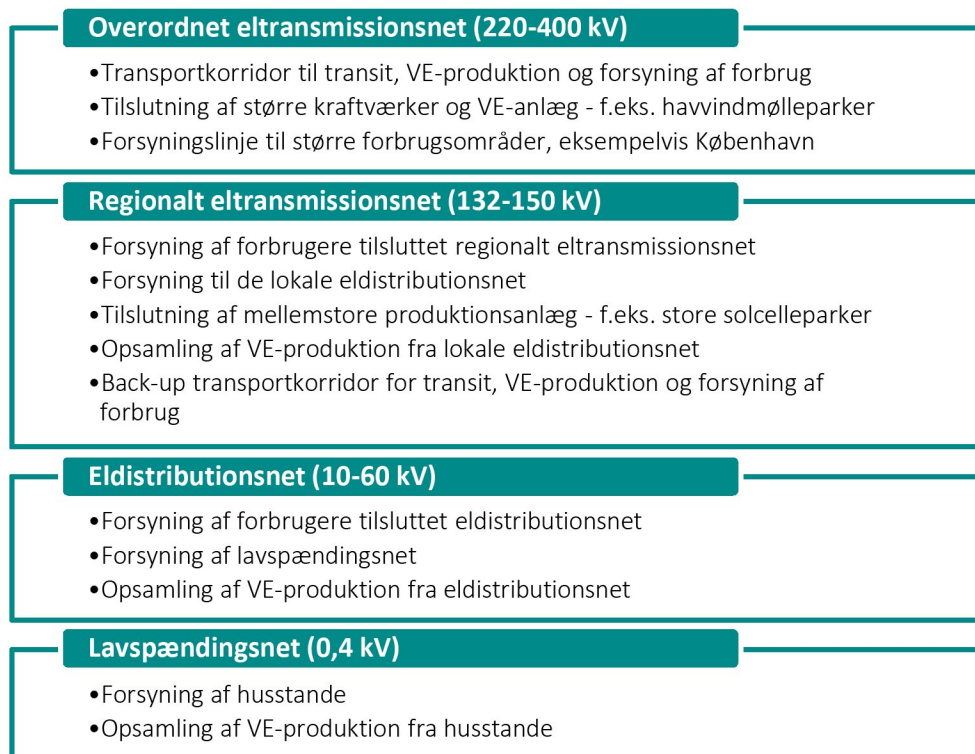 Overordnet eltransmissionsnet (220-400 kV)
•Transportkorridor til transit, VE-produktion og forsyning af forbrug
•Tilslutning af større kraftværker og VE-anlæg - f.eks. havvindmølleparker
•Forsyningslinje til større forbrugsområder, eksempelvis København
Regionalt eltransmissionsnet (132-150 kV)
•Forsyning af forbrugere tilsluttet regionalt eltransmissionsnet
•Forsyning til de lokale eldistributionsnet
•Tilslutning af mellemstore produktionsanlæg - f.eks. store solcelleparker
•Opsamling af VE-produktion fra lokale eldistributionsnet
•Back-up transportkorridor for transit, VE-produktion og forsyning af
forbrug
Eldistributionsnet (10-60 kV)
•Forsyning af forbrugere tilsluttet eldistributionsnet
•Forsyning af lavspændingsnet
•Opsamling af VE-produktion fra eldistributionsnet
Lavspændingsnet (0,4 kV)
•Forsyning af husstande
•Opsamling af VE-produktion fra husstande